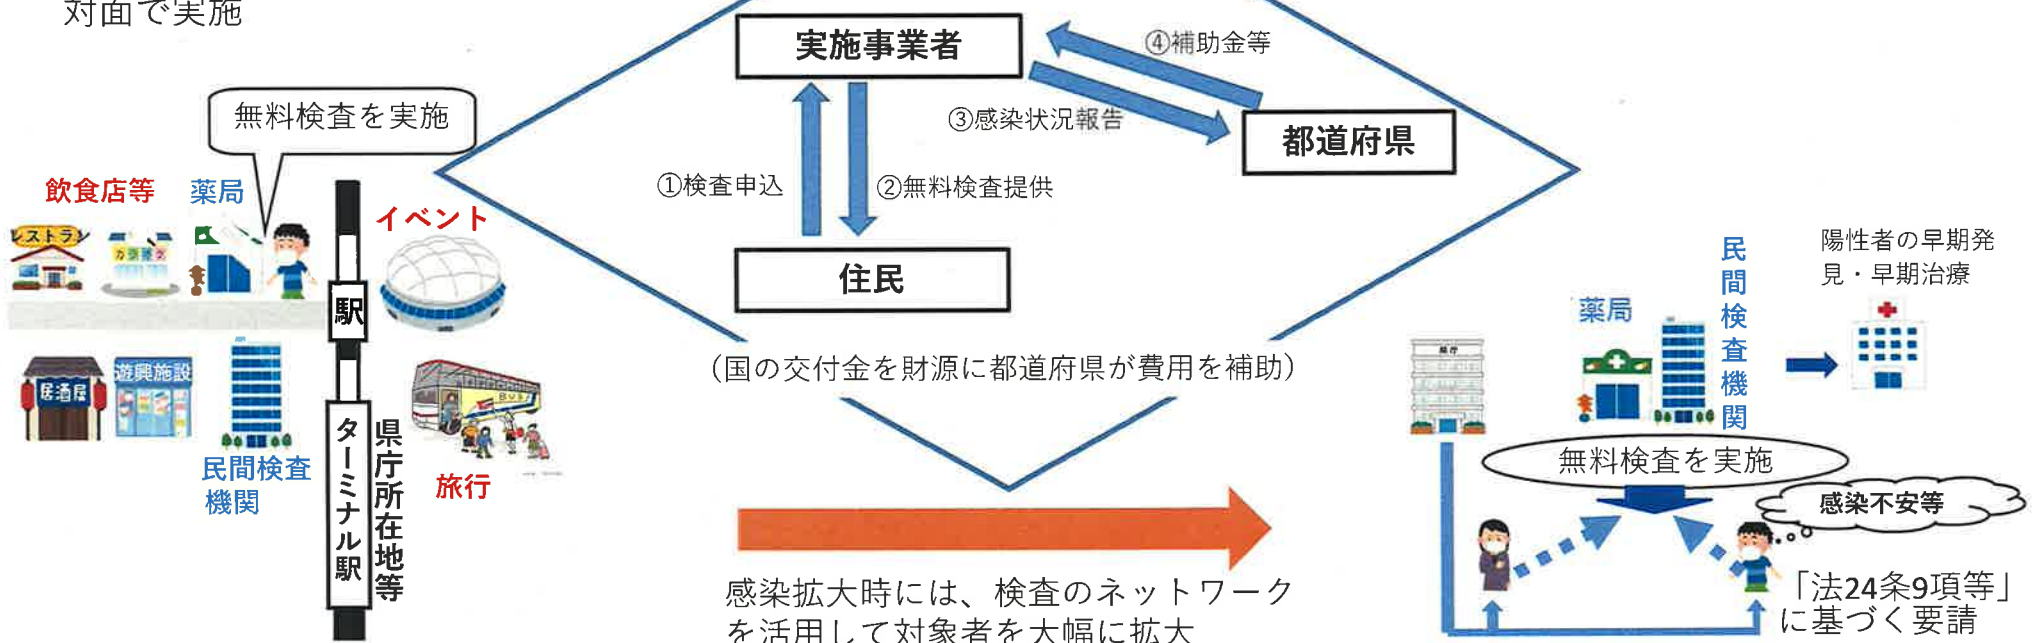 対面で実施
実施事業者
④補助金等
③感染状況報告
都道府県
①検査申込
②無料検査提供
住民
(国の交付金を財源に都道府県が費用を補助)
無料検査を実施
飲食店等
薬局
イベント
レストラン
カラオケ
駅
居酒屋
遊興施設
BUS
民間検査
機関
旅行
ターミナル駅
県庁所在地等
感染拡大時には、検査のネットワーク
を活用して対象者を大幅に拡大
陽性者の早期発
見・早期治療
民間検査機関
薬局
県庁
無料検査を実施
感染不安等
「法24条9項等」
に基づく要請